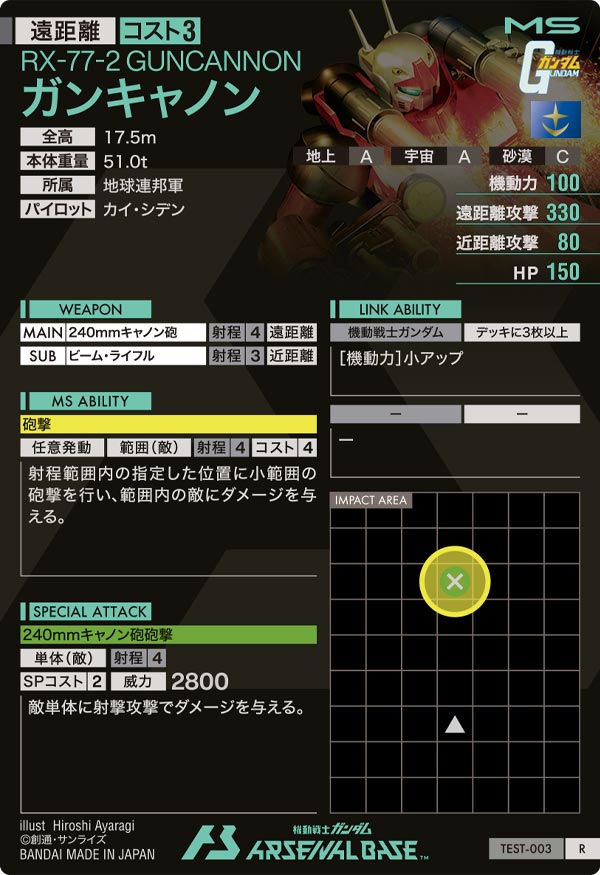 遠距離 コスト3
MS
RX-77-2 GUNCANNON
機動戦士
ガンダム
GUNDAM
ガンキャノン
全高 17.5m
本体重量 51.0t
所属 地球連邦軍
パイロット カイ・シデン
地上 A 宇宙 A 砂漠 C
機動力 100
遠距離攻撃 330
近距離攻撃 80
HP 150
WEAPON
MAIN 240mmキャノン砲 射程 4 遠距離
SUB ビーム・ライフル 射程 3 近距離
LINK ABILITY
機動戦士ガンダム デッキに3枚以上
[機動力]小アップ
— —
—
MS ABILITY
砲撃
任意発動 範囲(敵) 射程 4 コスト 4
射程範囲内の指定した位置に小範囲の
砲撃を行い、範囲内の敵にダメージを与
える。
IMPACT AREA
SPECIAL ATTACK
240mmキャノン砲砲撃
単体(敵) 射程 4
SPコスト 2 威力 2800
敵単体に射撃攻撃でダメージを与える。
illust Hiroshi Ayaragi
©創通・サンライズ
BANDAI MADE IN JAPAN
機動戦士ガンダム
ARSENAL BASE™
TEST-003 R